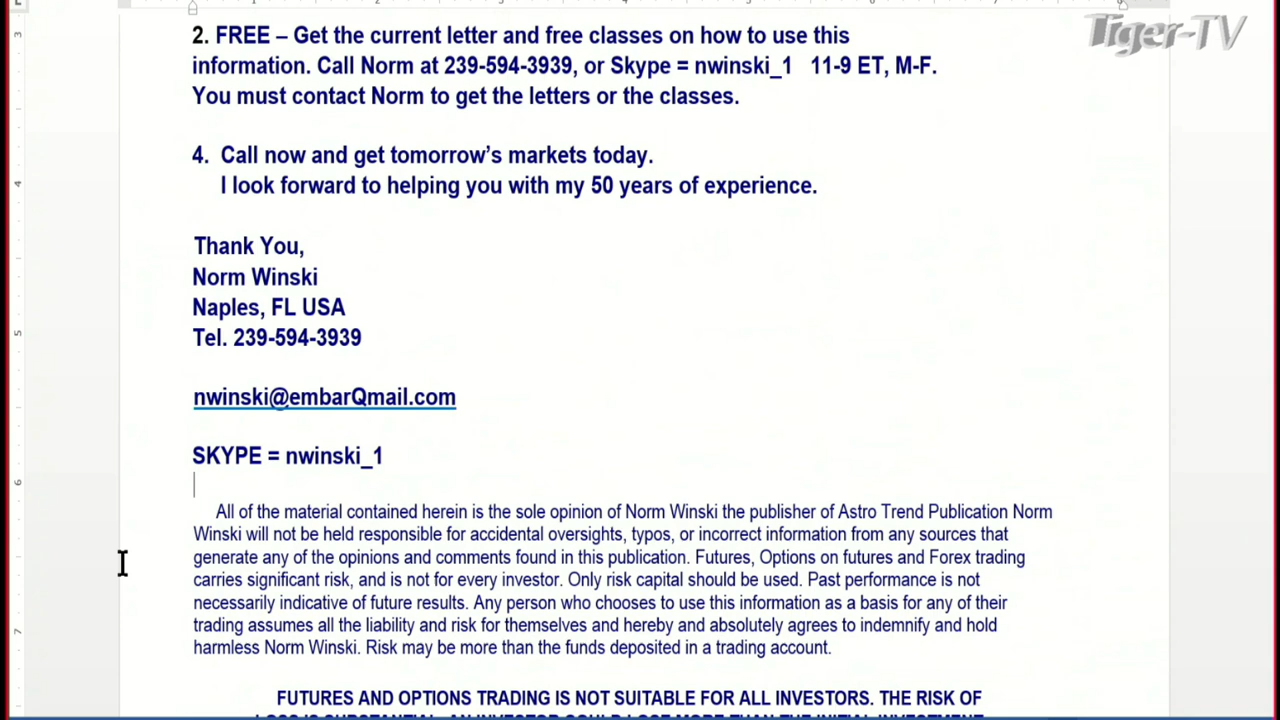 Tiger-TV
2. FREE – Get the current letter and free classes on how to use this
information. Call Norm at 239-594-3939, or Skype = nwinski_1 11-9 ET, M-F.
You must contact Norm to get the letters or the classes.
4. Call now and get tomorrow’s markets today.
I look forward to helping you with my 50 years of experience.
Thank You,
Norm Winski
Naples, FL USA
Tel. 239-594-3939
nwinski@embarQmail.com
SKYPE = nwinski_1
All of the material contained herein is the sole opinion of Norm Winski the publisher of Astro Trend Publication Norm
Winski will not be held responsible for accidental oversights, typos, or incorrect information from any sources that
generate any of the opinions and comments found in this publication. Futures, Options on futures and Forex trading
carries significant risk, and is not for every investor. Only risk capital should be used. Past performance is not
necessarily indicative of future results. Any person who chooses to use this information as a basis for any of their
trading assumes all the liability and risk for themselves and hereby and absolutely agrees to indemnify and hold
harmless Norm Winski. Risk may be more than the funds deposited in a trading account.
FUTURES AND OPTIONS TRADING IS NOT SUITABLE FOR ALL INVESTORS. THE RISK OF